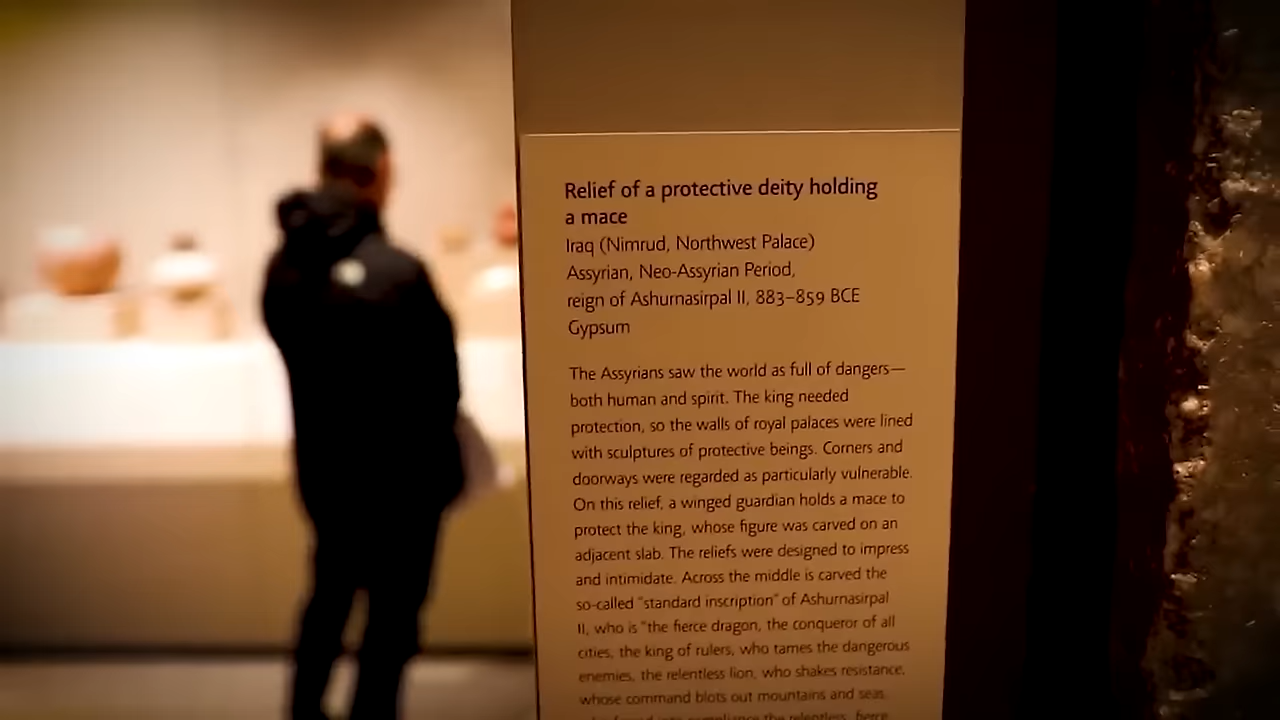 Relief of a protective deity holding
a mace
Iraq (Nimrud, Northwest Palace)
Assyrian, Neo-Assyrian Period,
reign of Ashurnasirpal II, 883–859 BCE
Gypsum
The Assyrians saw the world as full of dangers—
both human and spirit. The king needed
protection, so the walls of royal palaces were lined
with sculptures of protective beings. Corners and
doorways were regarded as particularly vulnerable.
On this relief, a winged guardian holds a mace to
protect the king, whose figure was carved on an
adjacent slab. The reliefs were designed to impress
and intimidate. Across the middle is carved the
so-called “standard inscription” of Ashurnasirpal
II, who is “the fierce dragon, the conqueror of all
cities, the king of rulers, who tames the dangerous
enemies, the relentless lion, who shakes resistance,
whose command blots out mountains and seas
compliance the relentless, fierce